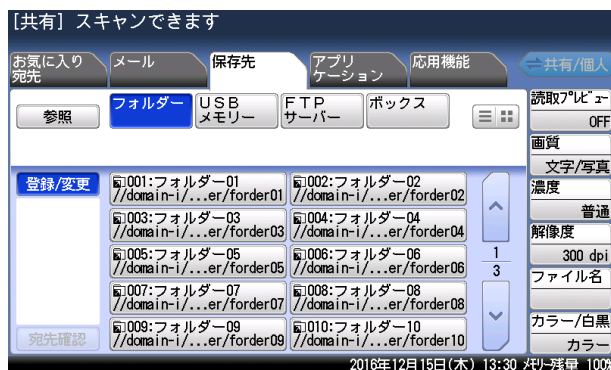 [共有] スキャンできます
お気に入り
宛先
メール
保存先
アプリ
ケーション
応用機能
共有/個人
参照
フォルダー
USB
メモリー
FTP
サーバー
ボックス
読取プレビュー
OFF
画質
文字/写真
濃度
普通
解像度
300 dpi
ファイル名
カラー/白黒
カラー
登録/変更
001:フォルダー01
//domain-i/...er/forder01
002:フォルダー02
//domain-i/...er/forder02
003:フォルダー03
//domain-i/...er/forder03
004:フォルダー04
//domain-i/...er/forder04
005:フォルダー05
//domain-i/...er/forder05
006:フォルダー06
//domain-i/...er/forder06
007:フォルダー07
//domain-i/...er/forder07
008:フォルダー08
//domain-i/...er/forder08
009:フォルダー09
//domain-i/...er/forder09
010:フォルダー10
//domain-i/...er/forder10
1
3
宛先確認
2016年12月15日(木) 13:30 メモリー残量 100%